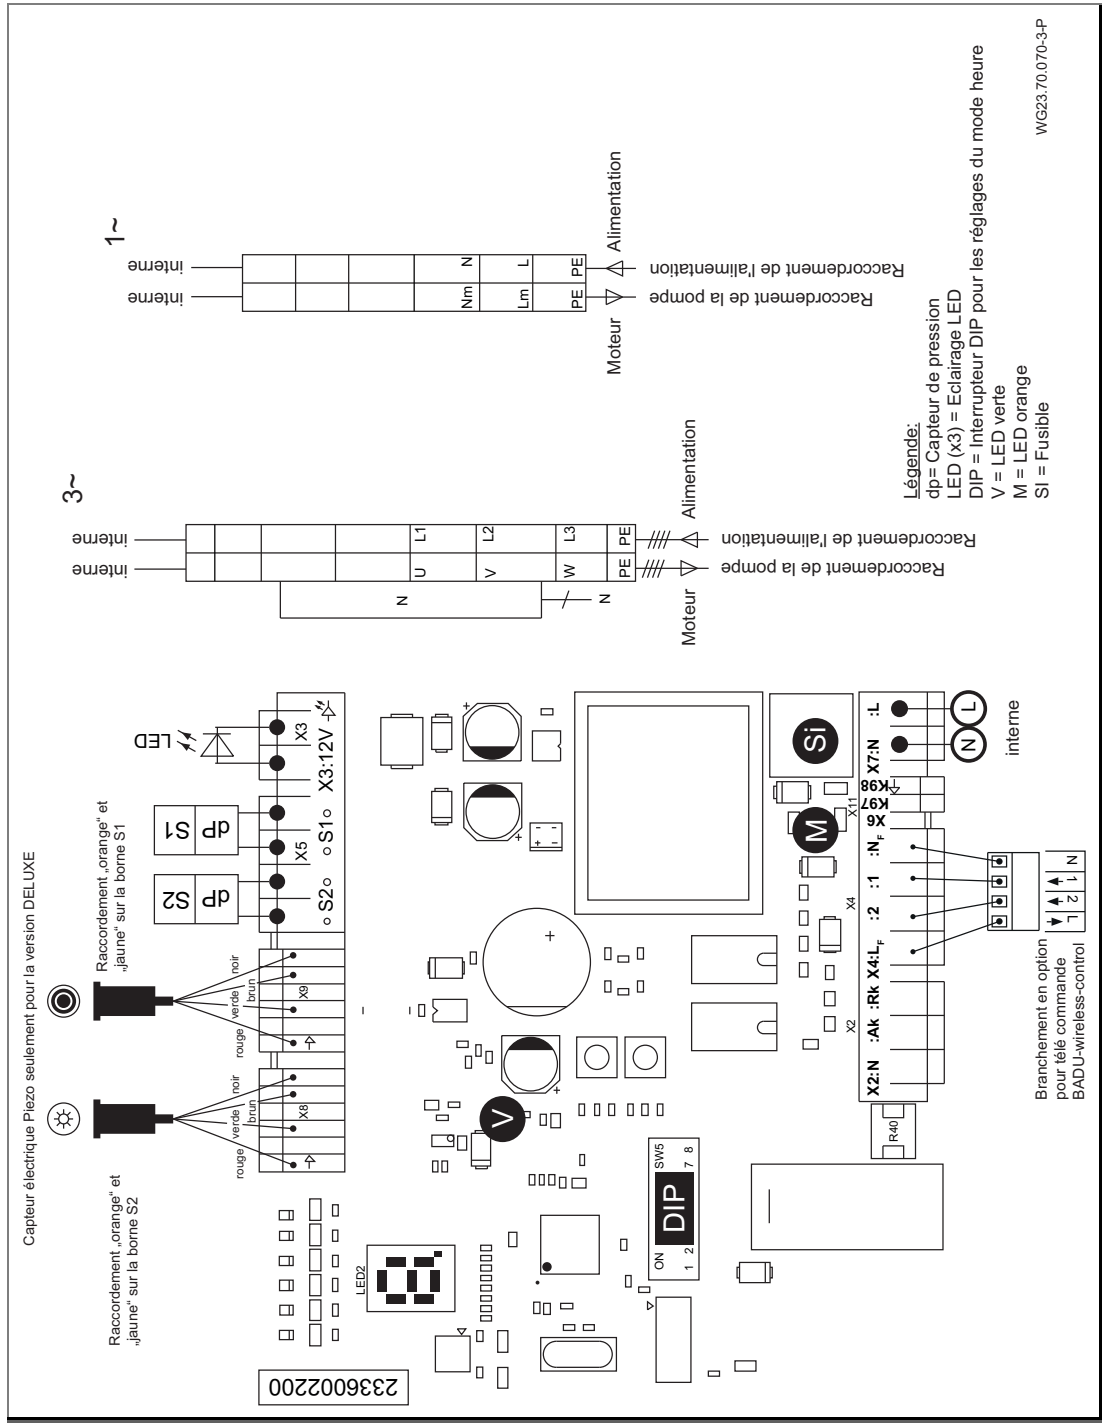 Capteur électrique Piezo seulement pour la version DELUXE
Raccordement „orange“ et
„jaune“ sur la borne S2
Raccordement „orange“ et
„jaune“ sur la borne S1
rouge
verde
brun
noir
rouge
verde
brun
noir
X8
X9
dP S2
dP S1
LED
S2
X5
S1
X3:12V
X3
2336002200
LED2
V
ON
DIP
SW5
1 2
7 8
M
Si
R40
X2
X4
X11
X2:N
:Ak
:Rk
X4:LF
:2
:1
:NF
X6
K97
K98
X7:N
:L
N
L
interne
L
2
1
N
Branchement en option
pour télé commande
BADU-wireless-control
3~
interne
interne
N
N
U
L1
V
L2
W
L3
PE
PE
Moteur
Alimentation
Raccordement de la pompe
Raccordement de l'alimentation
1~
interne
interne
Nm
N
Lm
L
PE
PE
Moteur
Alimentation
Raccordement de la pompe
Raccordement de l'alimentation
Légende:
dp= Capteur de pression
LED (x3) = Eclairage LED
DIP = Interrupteur DIP pour les réglages du mode heure
V = LED verte
M = LED orange
SI = Fusible
WG23.70.070-3-P